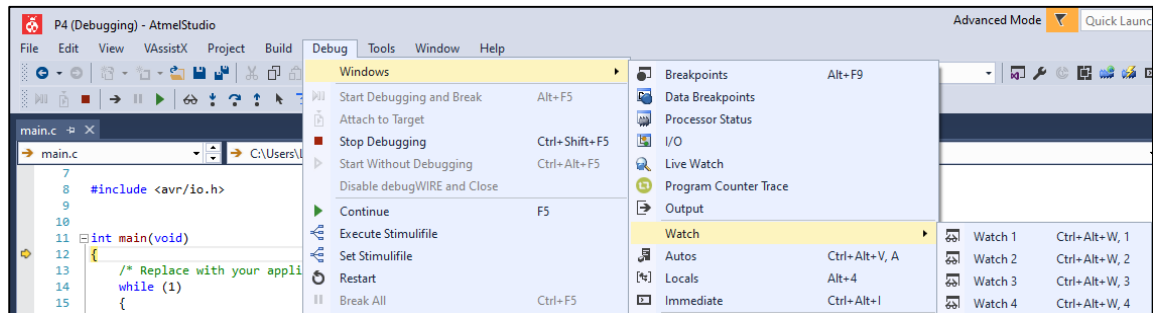 P4 (Debugging) - AtmelStudio
Advanced Mode
Quick Launc
File Edit View VAssistX Project Build Debug Tools Window Help
Windows
Start Debugging and Break Alt+F5
Attach to Target
Stop Debugging Ctrl+Shift+F5
Start Without Debugging Ctrl+Alt+F5
Disable debugWIRE and Close
Continue F5
Execute Stimulifile
Set Stimulifile
Restart
Break All Ctrl+F5
Breakpoints Alt+F9
Data Breakpoints
Processor Status
I/O
Live Watch
Program Counter Trace
Output
Watch
Autos Ctrl+Alt+V, A
Locals Alt+4
Immediate Ctrl+Alt+I
Watch 1 Ctrl+Alt+W, 1
Watch 2 Ctrl+Alt+W, 2
Watch 3 Ctrl+Alt+W, 3
Watch 4 Ctrl+Alt+W, 4
main.c
main.c C:\Users\
7
8 #include <avr/io.h>
9
10
11 int main(void)
12 {
13 /* Replace with your appli
14 while (1)
15 {